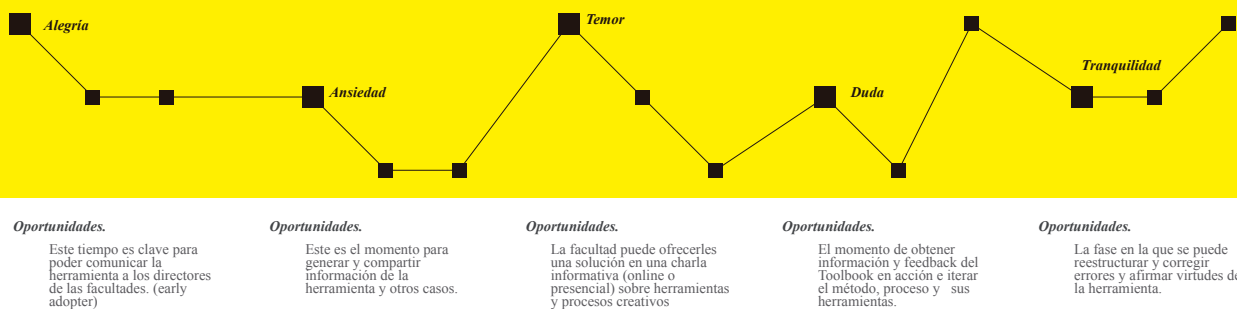 Alegría
Ansiedad
Temor
Duda
Tranquilidad
Oportunidades.
Este tiempo es clave para
poder comunicar la
herramienta a los directores
de las facultades. (early
adopter)
Oportunidades.
Este es el momento para
generar y compartir
información de la
herramienta y otros casos.
Oportunidades.
La facultad puede ofrecerles
una solución en una charla
informativa (online o
presencial) sobre herramientas
y procesos creativos
Oportunidades.
El momento de obtener
información y feedback del
Toolbook en acción e iterar
el método, proceso y sus
herramientas.
Oportunidades.
La fase en la que se puede
reestructurar y corregir
errores y afirmar virtudes de
la herramienta.